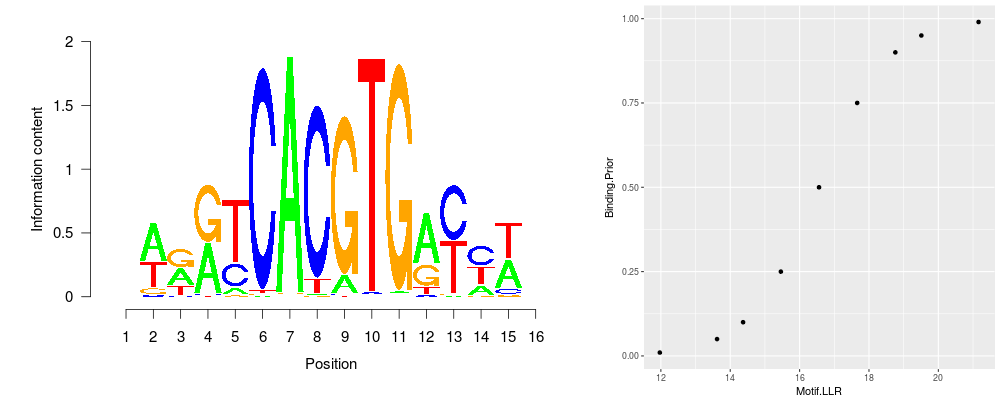 2
1.5
1
0.5
0
Information content
1 2 3 4 5 6 7 8 9 10 11 12 13 14 15 16
Position
A T G C
G A T
G A
T C A
C T
A
C T
G A
T
G
A G T C
C T
C T A
T A C G
1.00
0.75
0.50
0.25
0.00
Binding.Prior
12 14 16 18 20
Motif.LLR